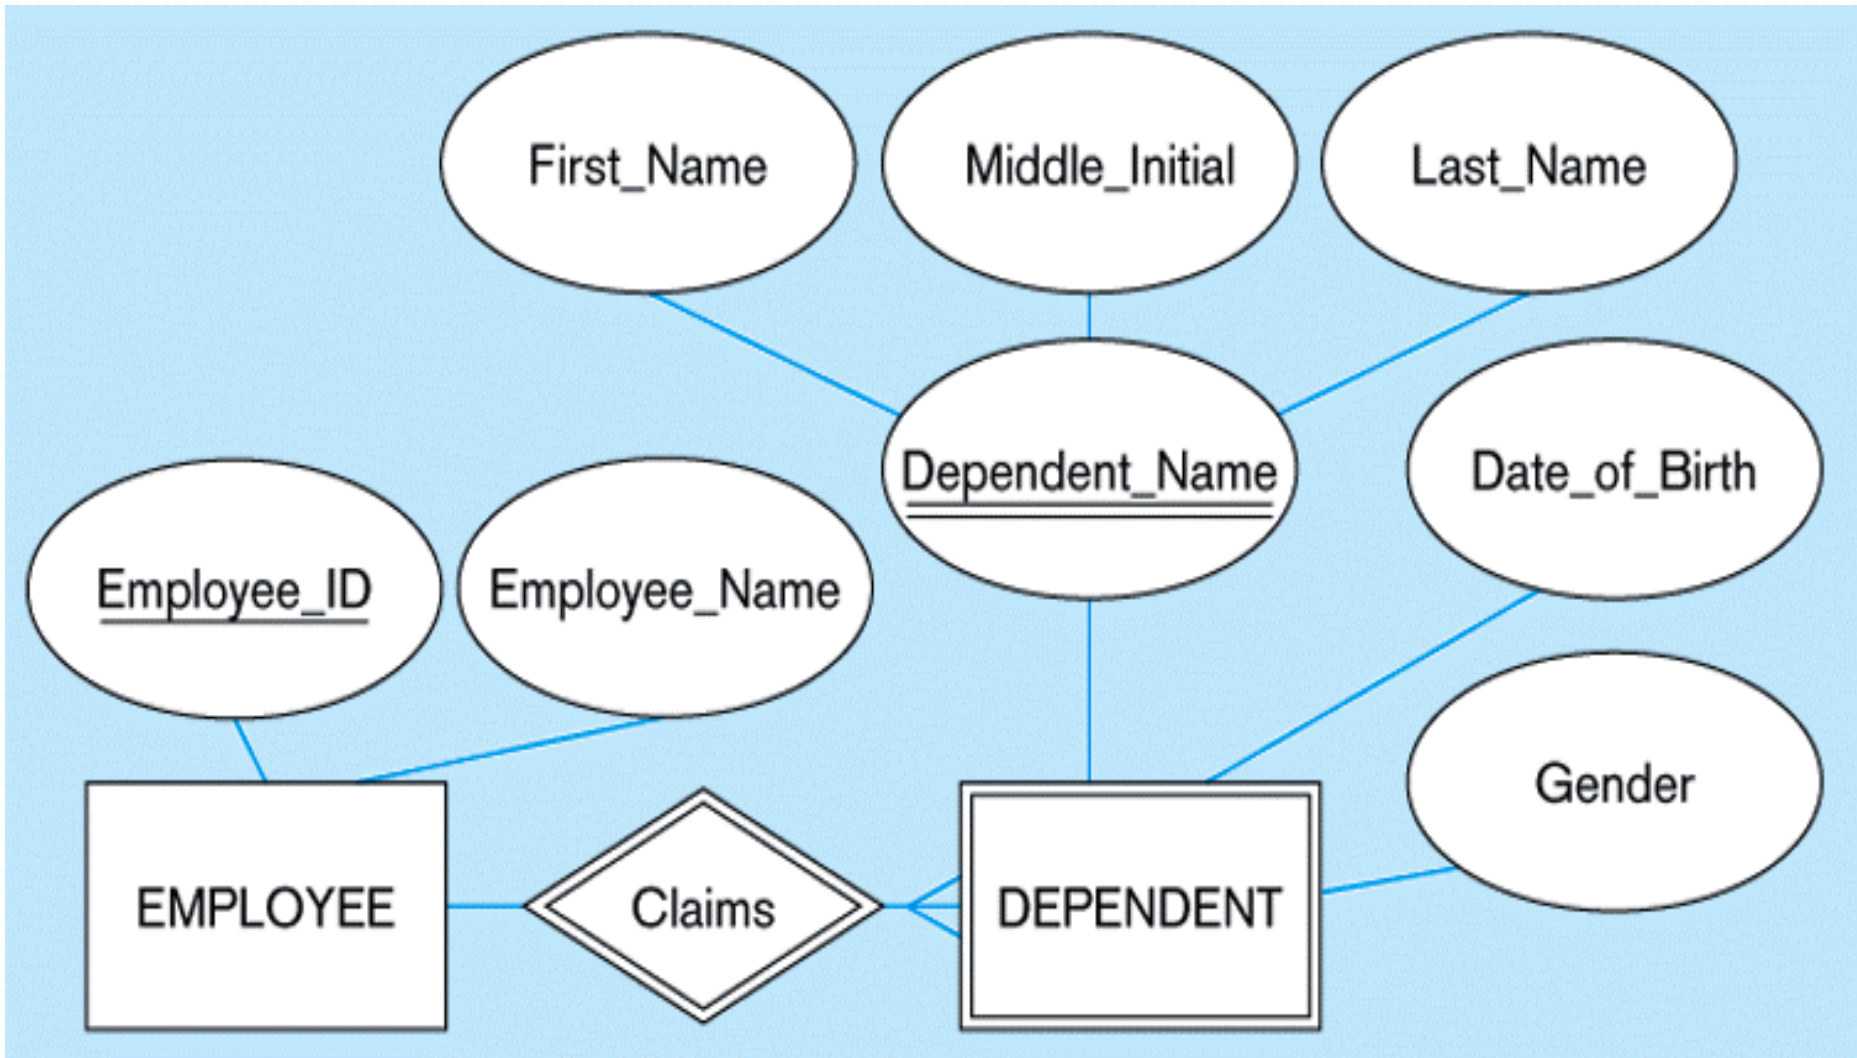 First_Name
Middle_Initial
Last_Name
Dependent_Name
Date_of_Birth
Employee_ID
Employee_Name
Gender
EMPLOYEE
Claims
DEPENDENT